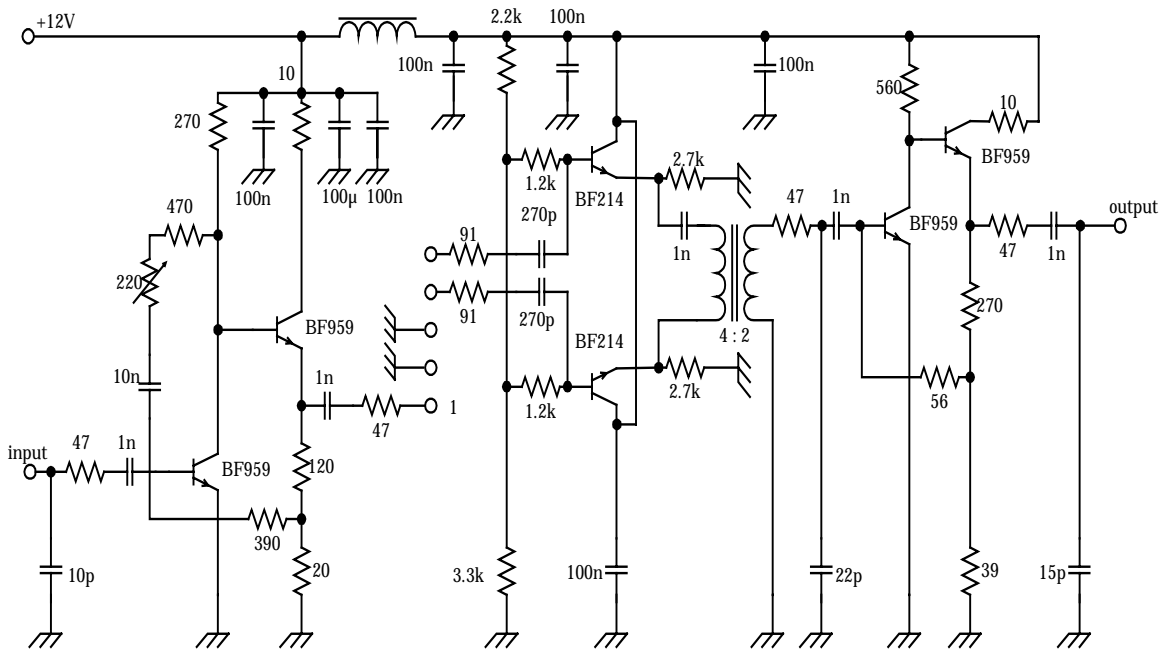 +12V
2.2k
100n
10
100n
100n
560
10
270
BF959
2.7k
1.2k
BF214
100n
100µ
100n
270p
47
1n
output
470
91
BF959
47
1n
1n
220
91
270p
270
BF959
BF214
4 : 2
10n
1n
2.7k
56
1.2k
47
1
input
47
1n
BF959
120
390
10p
20
3.3k
100n
22p
39
15p